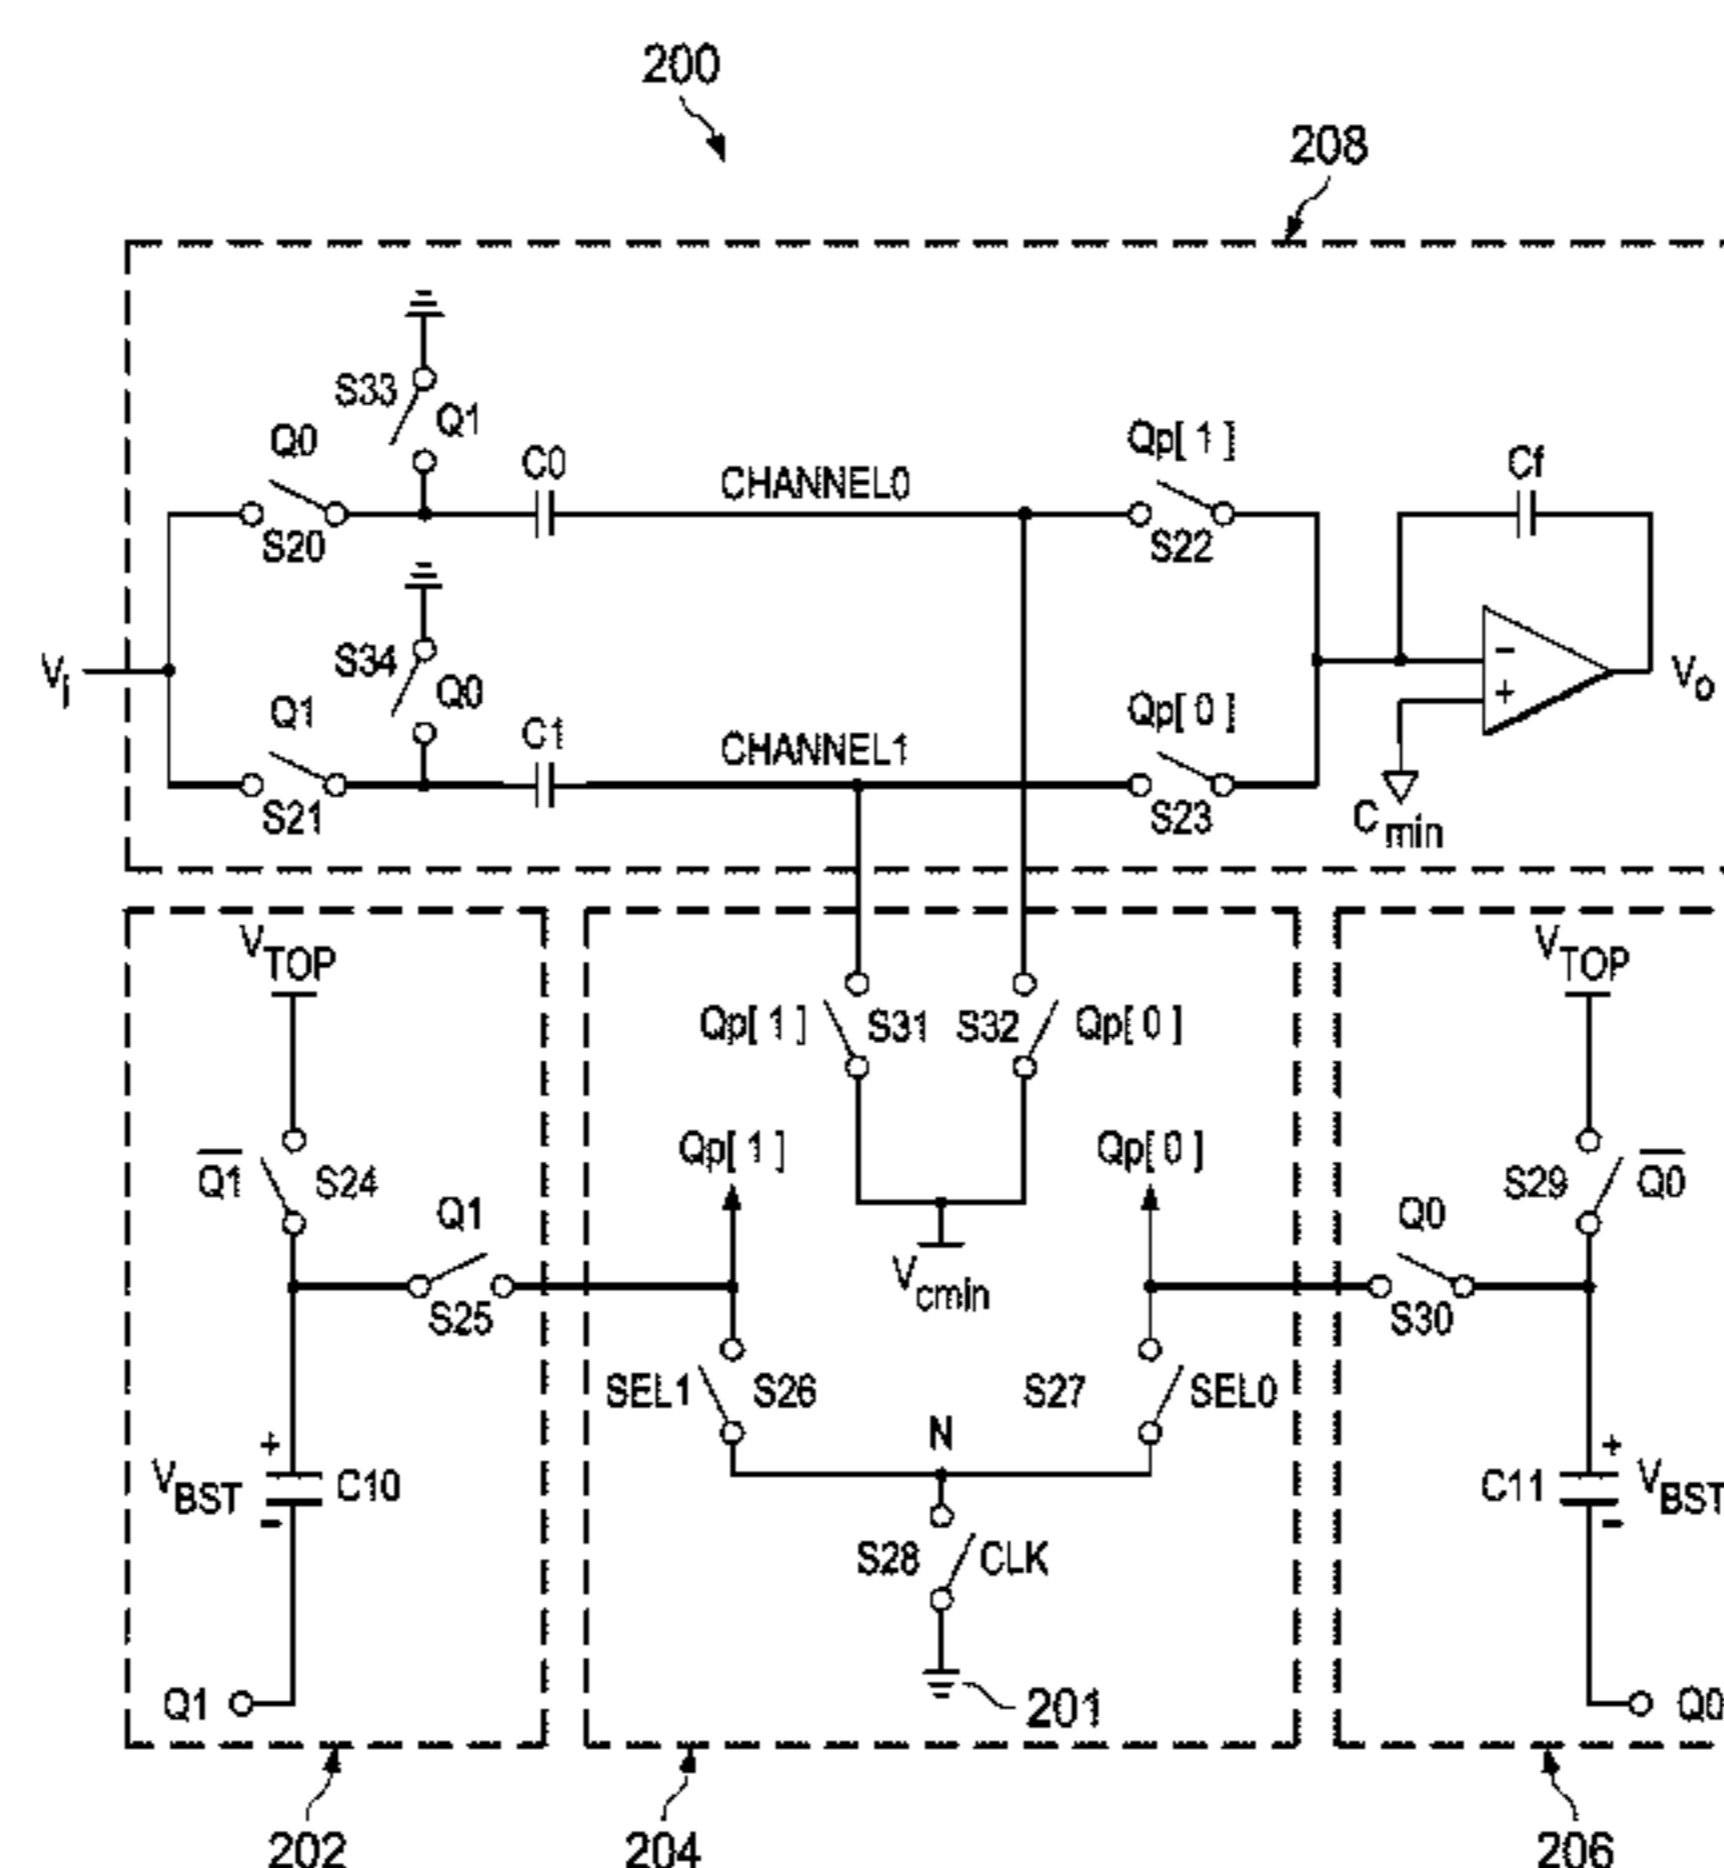 200
208
S33
Q1
Q0
S20
C0
CHANNEL0
Qp[1]
S22
Cf
Vi
S34
Q0
Q1
S21
C1
CHANNEL1
Qp[0]
S23
-
+
Vo
Cmin
VTOP
Q1
S24
Q1
S25
VBST
+
-
C10
Q1
Qp[1]
S31
S32
Qp[0]
Qp[1]
Qp[0]
Vcmin
SEL1
S26
S27
SEL0
N
S28
CLK
201
VTOP
S29
Q0
Q0
S30
C11
+
-
VBST
Q0
202
204
206